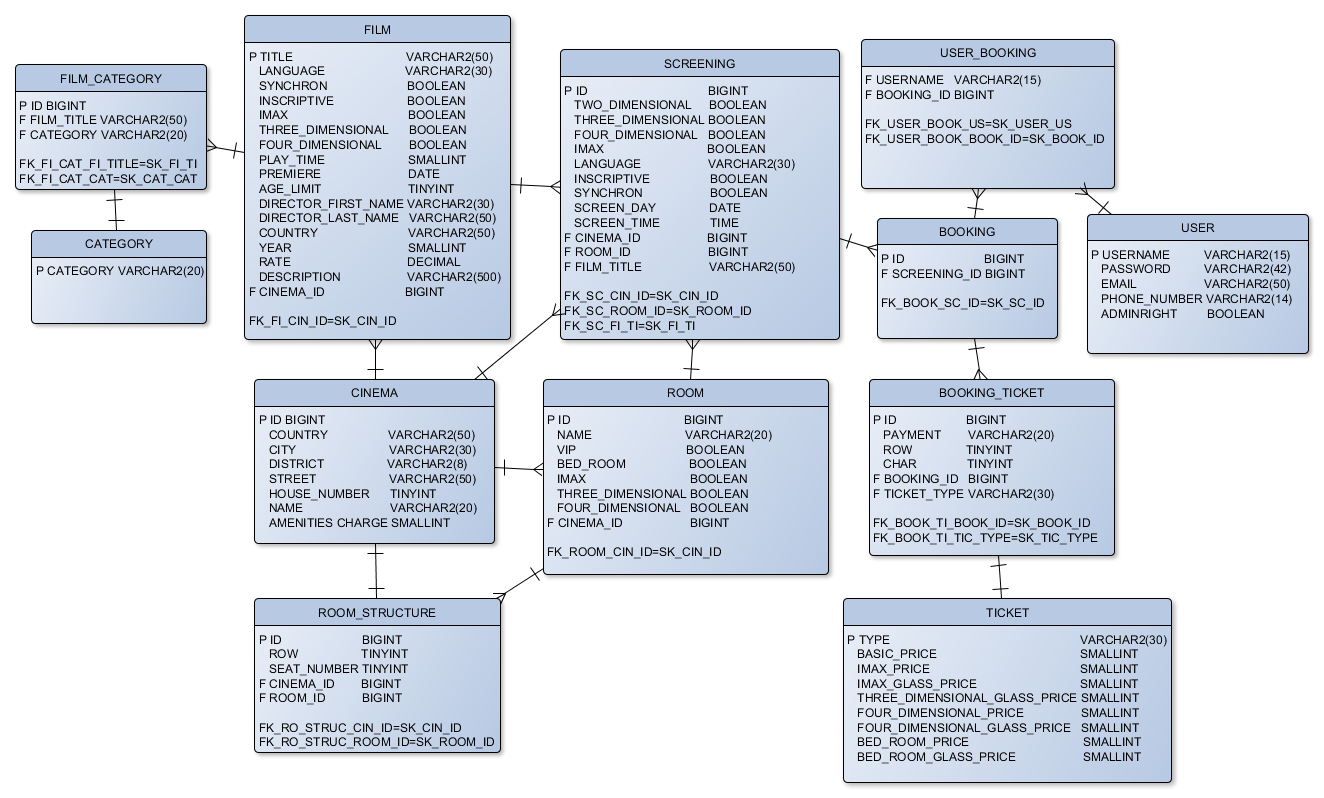 FILM_CATEGORY
P ID BIGINT
F FILM_TITLE VARCHAR2(50)
F CATEGORY VARCHAR2(20)
FK_FI_CAT_FI_TITLE=SK_FI_TI
FK_FI_CAT_CAT=SK_CAT_CAT
CATEGORY
P CATEGORY VARCHAR2(20)
FILM
P TITLE VARCHAR2(50)
LANGUAGE VARCHAR2(30)
SYNCHRON BOOLEAN
INSCRIPTIVE BOOLEAN
IMAX BOOLEAN
THREE_DIMENSIONAL BOOLEAN
FOUR_DIMENSIONAL BOOLEAN
PLAY_TIME SMALLINT
PREMIERE DATE
AGE_LIMIT TINYINT
DIRECTOR_FIRST_NAME VARCHAR2(30)
DIRECTOR_LAST_NAME VARCHAR2(50)
COUNTRY VARCHAR2(50)
YEAR SMALLINT
RATE DECIMAL
DESCRIPTION VARCHAR2(500)
F CINEMA_ID BIGINT
FK_FI_CIN_ID=SK_CIN_ID
SCREENING
P ID BIGINT
TWO_DIMENSIONAL BOOLEAN
THREE_DIMENSIONAL BOOLEAN
FOUR_DIMENSIONAL BOOLEAN
IMAX BOOLEAN
LANGUAGE VARCHAR2(30)
INSCRIPTIVE BOOLEAN
SYNCHRON BOOLEAN
SCREEN_DAY DATE
SCREEN_TIME TIME
F CINEMA_ID BIGINT
F ROOM_ID BIGINT
F FILM_TITLE VARCHAR2(50)
FK_SC_CIN_ID=SK_CIN_ID
FK_SC_ROOM_ID=SK_ROOM_ID
FK_SC_FI_TI=SK_FI_TI
USER_BOOKING
F USERNAME VARCHAR2(15)
F BOOKING_ID BIGINT
FK_USER_BOOK_US=SK_USER_US
FK_USER_BOOK_BOOK_ID=SK_BOOK_ID
BOOKING
P ID BIGINT
F SCREENING_ID BIGINT
FK_BOOK_SC_ID=SK_SC_ID
USER
P USERNAME VARCHAR2(15)
PASSWORD VARCHAR2(42)
EMAIL VARCHAR2(50)
PHONE_NUMBER VARCHAR2(14)
ADMINRIGHT BOOLEAN
CINEMA
P ID BIGINT
COUNTRY VARCHAR2(50)
CITY VARCHAR2(30)
DISTRICT VARCHAR2(8)
STREET VARCHAR2(50)
HOUSE_NUMBER TINYINT
NAME VARCHAR2(20)
AMENITIES CHARGE SMALLINT
ROOM
P ID BIGINT
NAME VARCHAR2(20)
VIP BOOLEAN
BED_ROOM BOOLEAN
IMAX BOOLEAN
THREE_DIMENSIONAL BOOLEAN
FOUR_DIMENSIONAL BOOLEAN
F CINEMA_ID BIGINT
FK_ROOM_CIN_ID=SK_CIN_ID
BOOKING_TICKET
P ID BIGINT
PAYMENT VARCHAR2(20)
ROW TINYINT
CHAR TINYINT
F BOOKING_ID BIGINT
F TICKET_TYPE VARCHAR2(30)
FK_BOOK_TI_BOOK_ID=SK_BOOK_ID
FK_BOOK_TI_TIC_TYPE=SK_TIC_TYPE
ROOM_STRUCTURE
P ID BIGINT
ROW TINYINT
SEAT_NUMBER TINYINT
F CINEMA_ID BIGINT
F ROOM_ID BIGINT
FK_RO_STRUC_CIN_ID=SK_CIN_ID
FK_RO_STRUC_ROOM_ID=SK_ROOM_ID
TICKET
P TYPE VARCHAR2(30)
BASIC_PRICE SMALLINT
IMAX_PRICE SMALLINT
IMAX_GLASS_PRICE SMALLINT
THREE_DIMENSIONAL_GLASS_PRICE SMALLINT
FOUR_DIMENSIONAL_PRICE SMALLINT
FOUR_DIMENSIONAL_GLASS_PRICE SMALLINT
BED_ROOM_PRICE SMALLINT
BED_ROOM_GLASS_PRICE SMALLINT